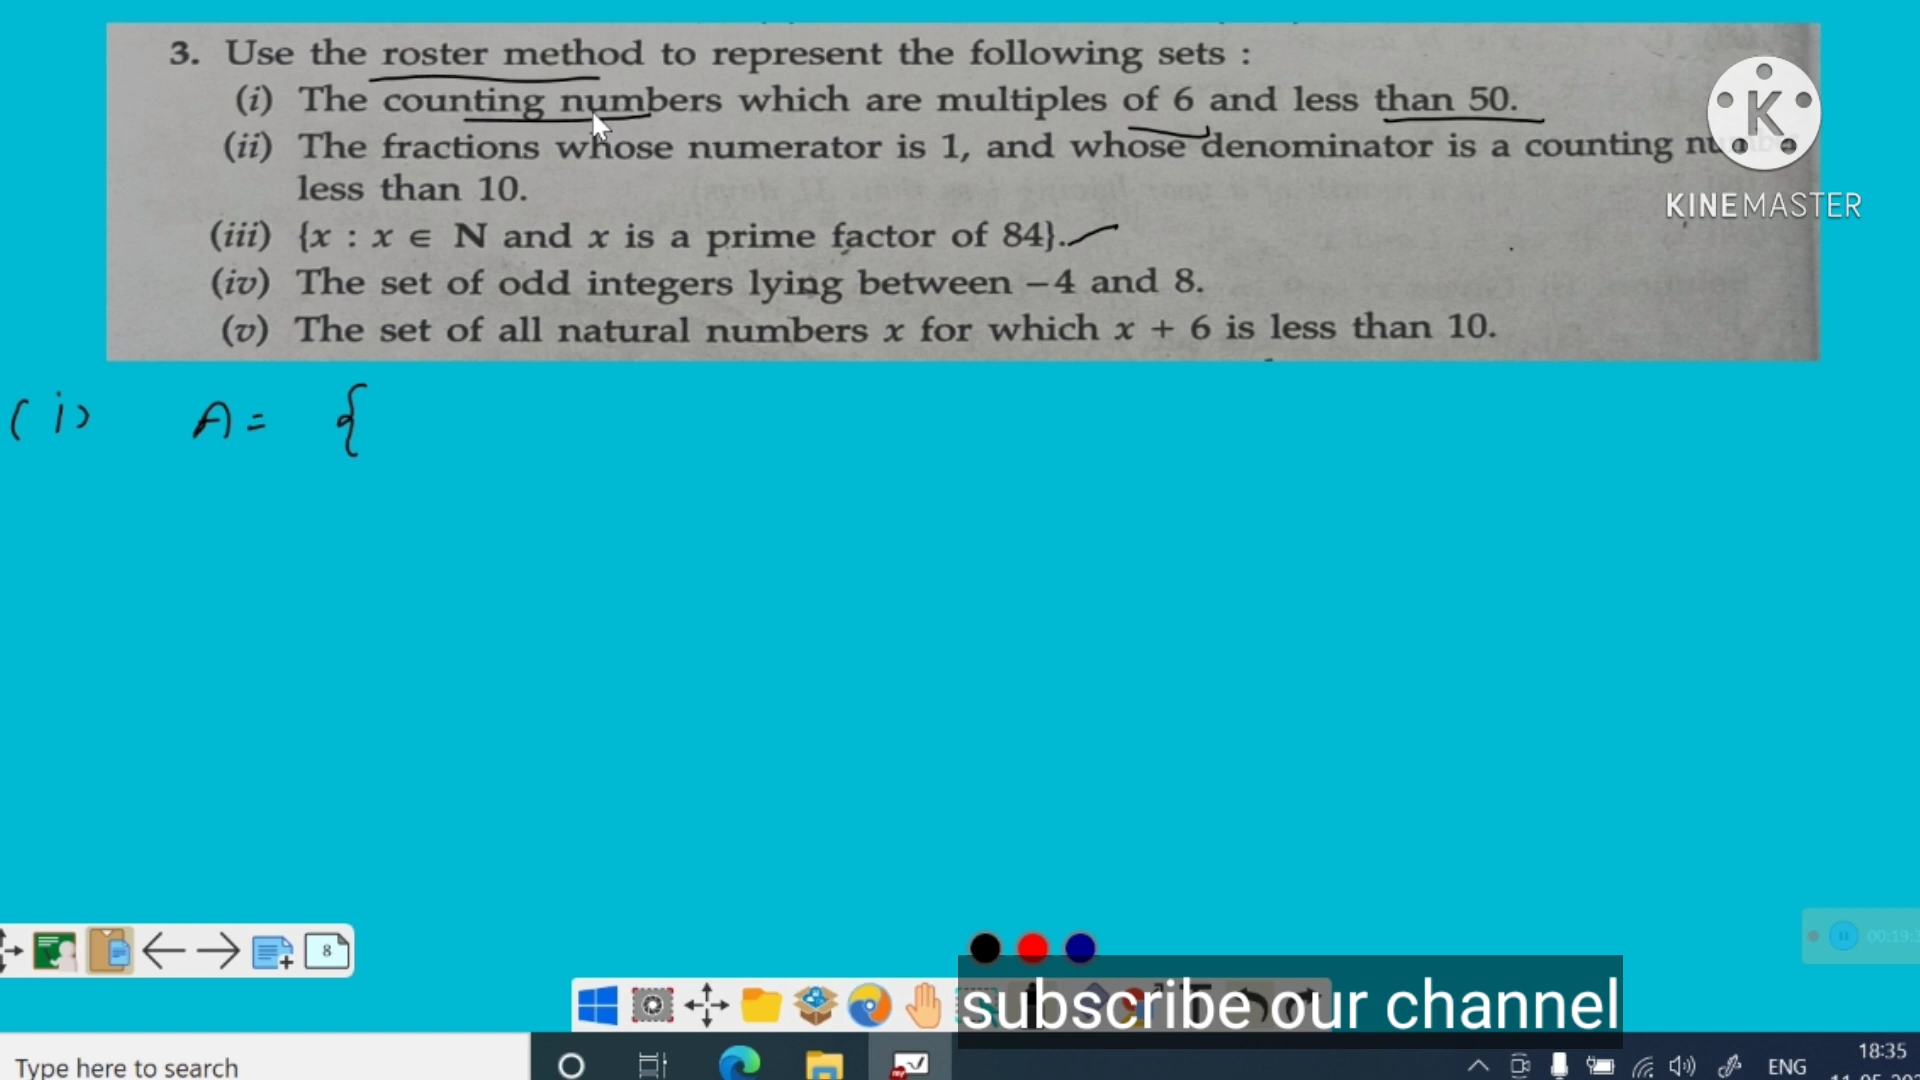 3. Use the roster method to represent the following sets :
(i) The counting numbers which are multiples of 6 and less than 50.
(ii) The fractions whose numerator is 1, and whose denominator is a counting
less than 10.
(iii) {x : x ∈ N and x is a prime factor of 84}.
(iv) The set of odd integers lying between −4 and 8.
(v) The set of all natural numbers x for which x + 6 is less than 10.
K
KINEMASTER
(i) A = {
8
00:19:3
subscribe our channel
Type here to search
ENG
18:35